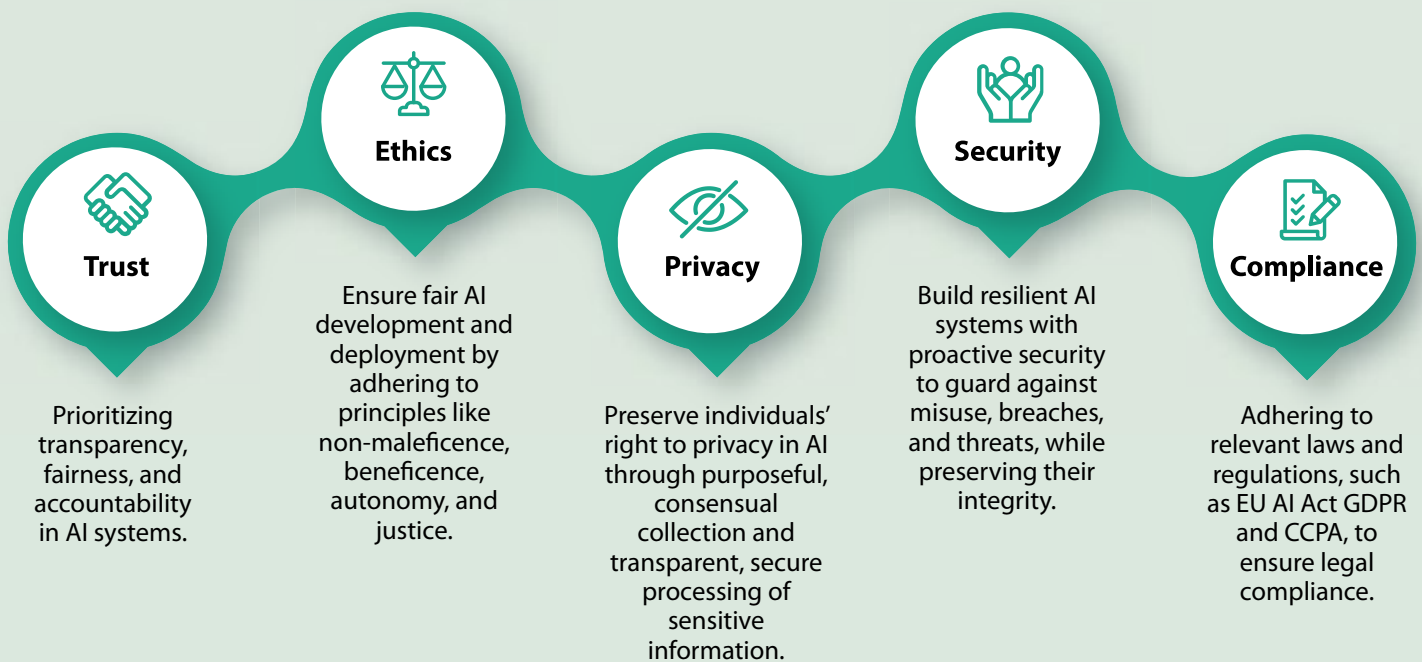 Trust
Prioritizing
transparency,
fairness, and
accountability
in AI systems.
Ethics
Ensure fair AI
development and
deployment by
adhering to
principles like
non-maleficence,
beneficence,
autonomy, and
justice.
Privacy
Preserve individuals’
right to privacy in AI
through purposeful,
consensual
collection and
transparent, secure
processing of
sensitive
information.
Security
Build resilient AI
systems with
proactive security
to guard against
misuse, breaches,
and threats, while
preserving their
integrity.
Compliance
Adhering to
relevant laws and
regulations, such
as EU AI Act GDPR
and CCPA, to
ensure legal
compliance.